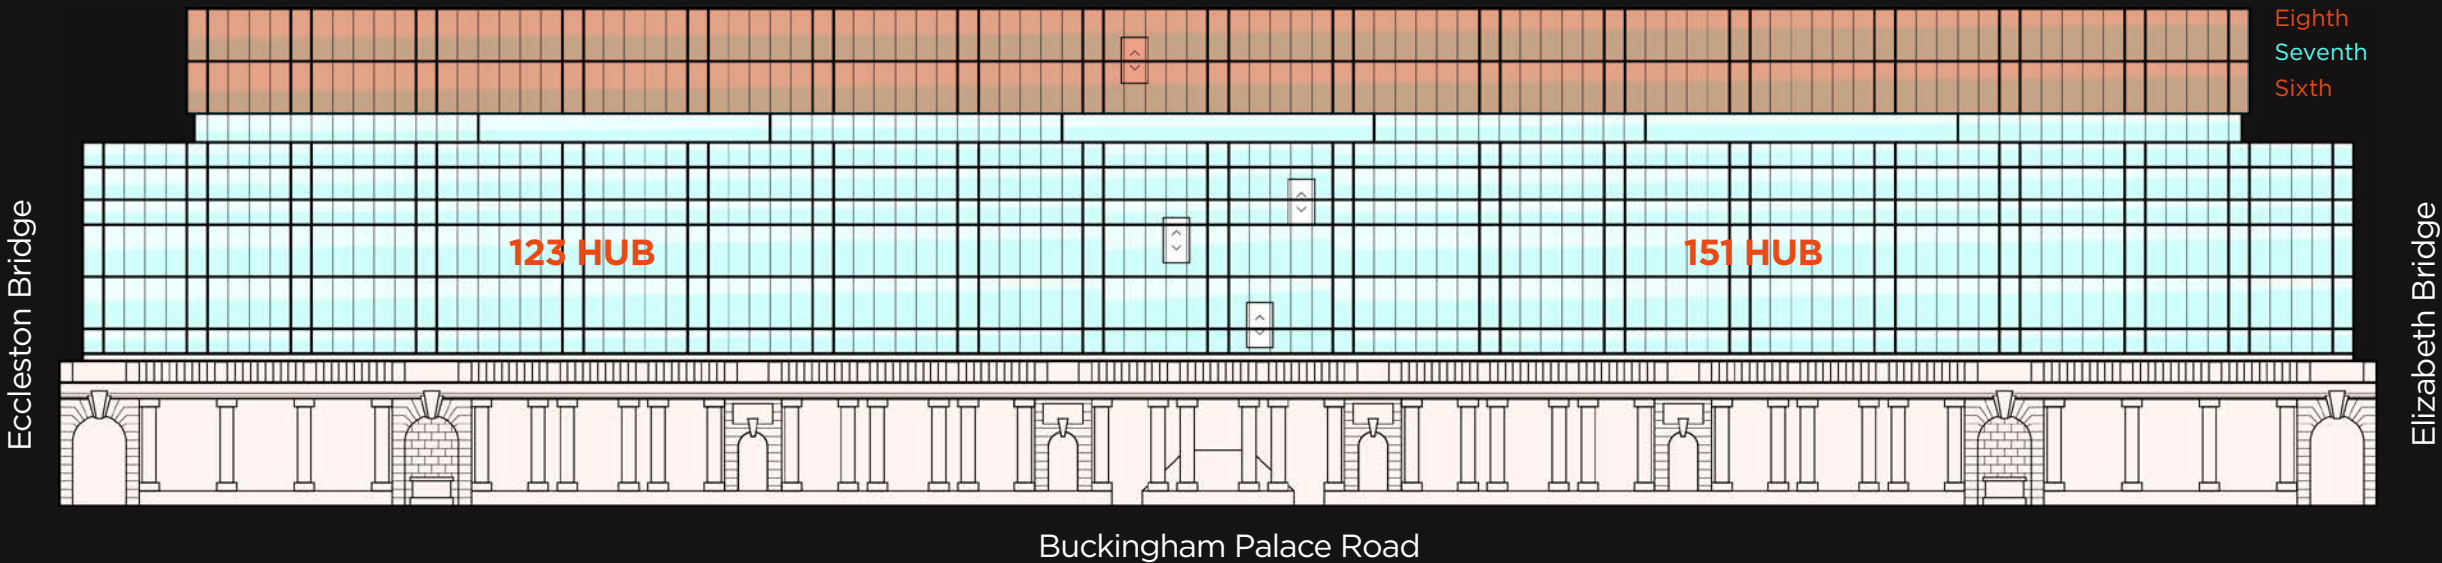 Eighth
Seventh
Sixth
Eccleston Bridge
123 HUB
151 HUB
Elizabeth Bridge
Buckingham Palace Road